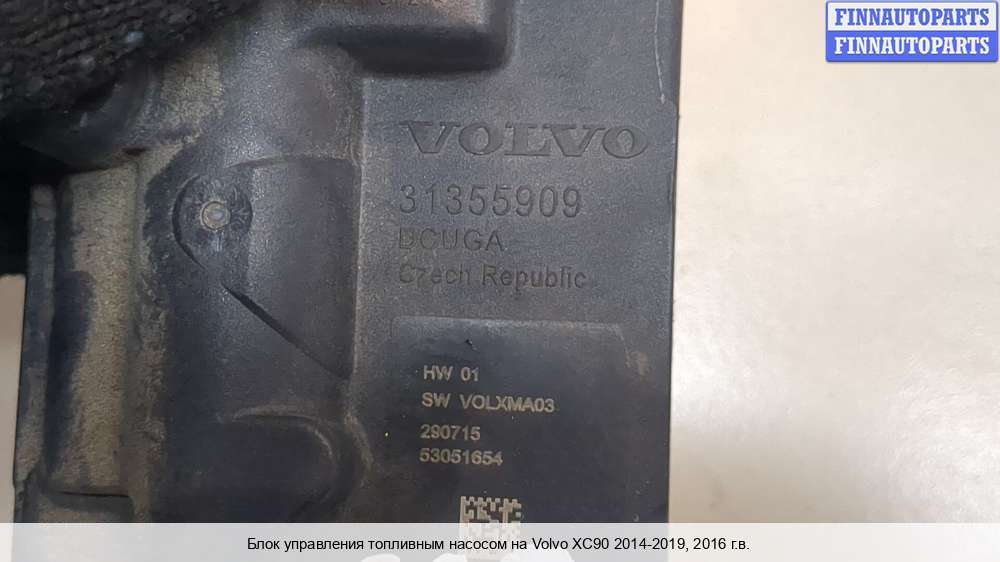 FINNAUTOPARTS
FINNAUTOPARTS
VOLVO
31355909
DCUGA
Czech Republic
HW 01
SW VOLXMA03
290715
53051654
Блок управления топливным насосом на Volvo XC90 2014-2019, 2016 г.в.